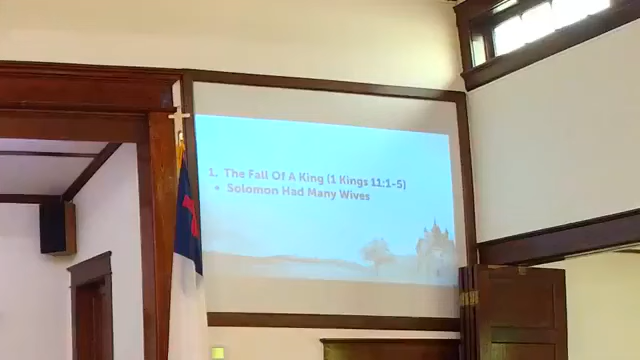 1. The Fall Of A King (1 Kings 11:1-5)
• Solomon Had Many Wives